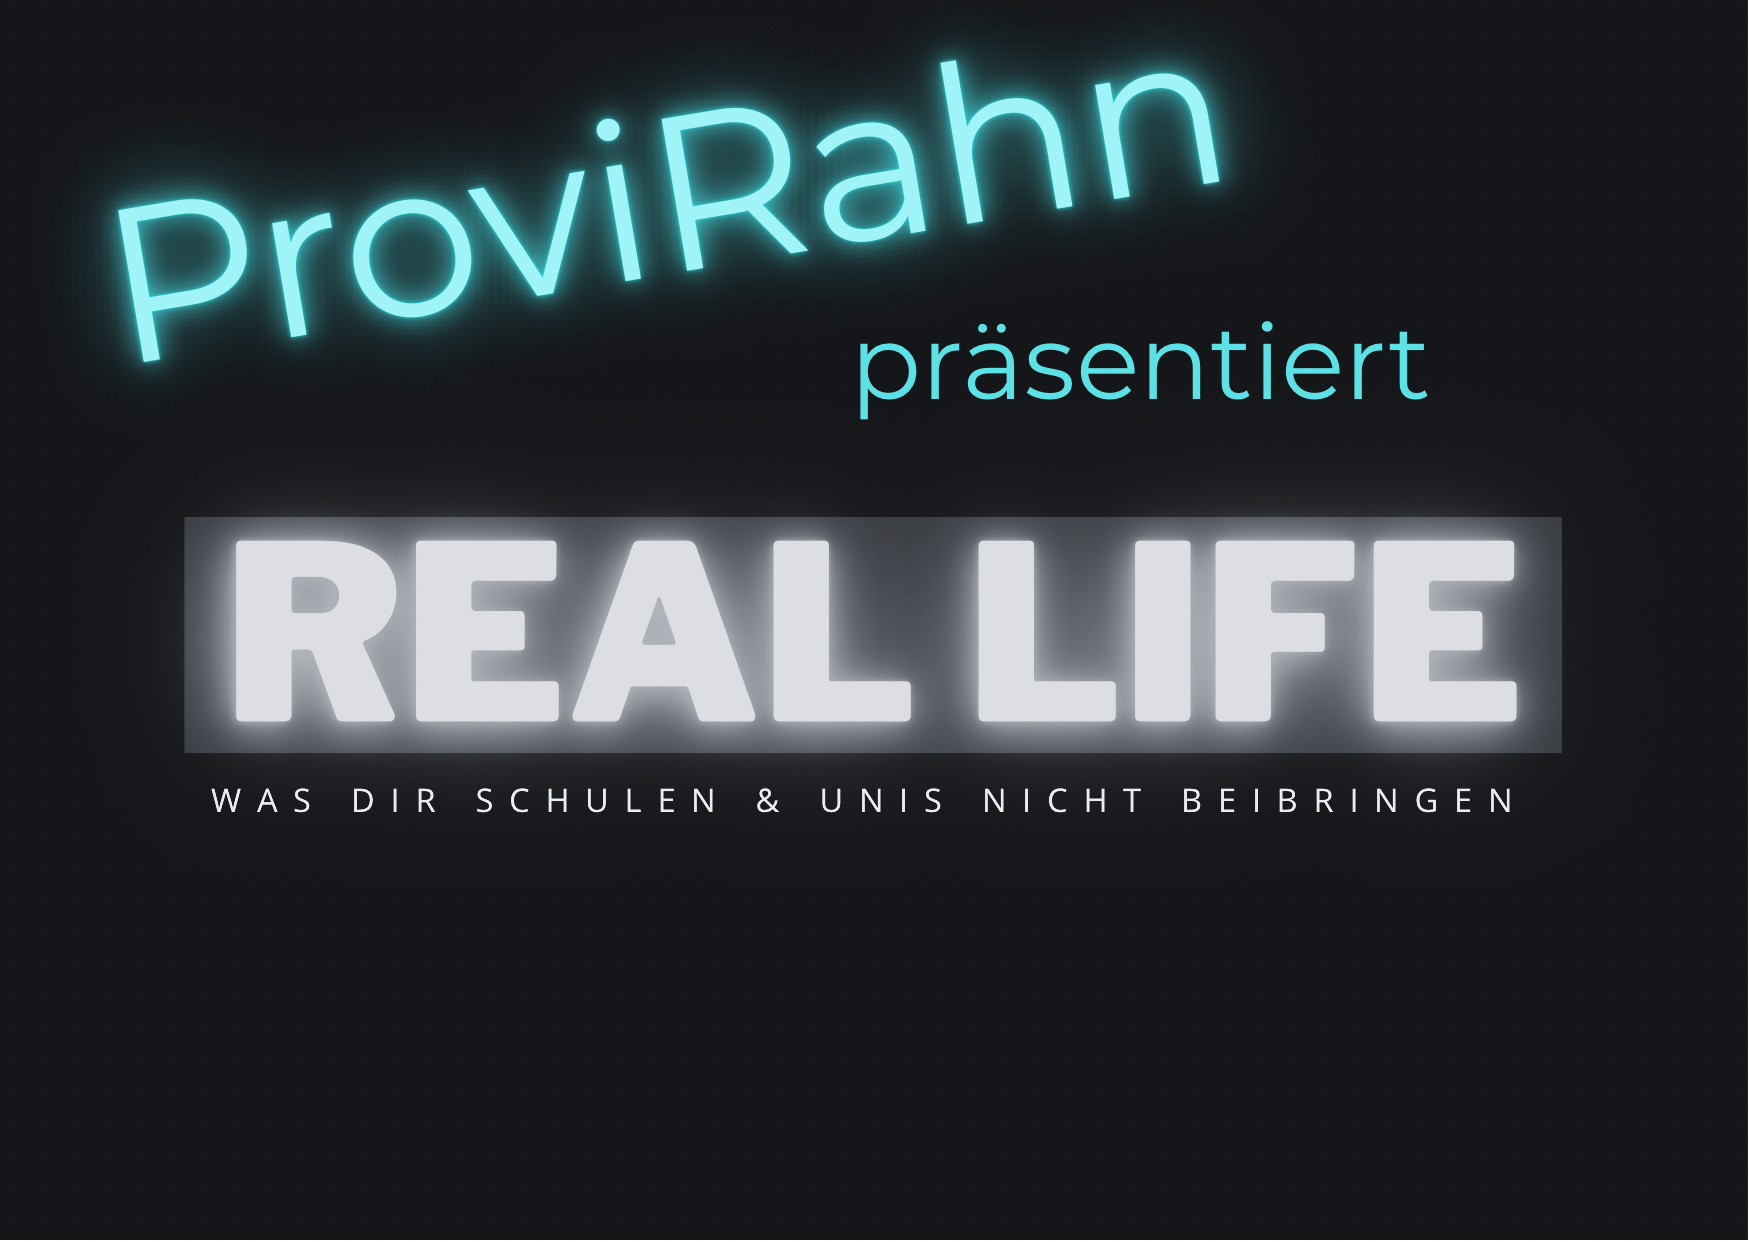 ProviRahn
präsentiert
REAL LIFE
WAS DIR SCHULEN & UNIS NICHT BEIBRINGEN